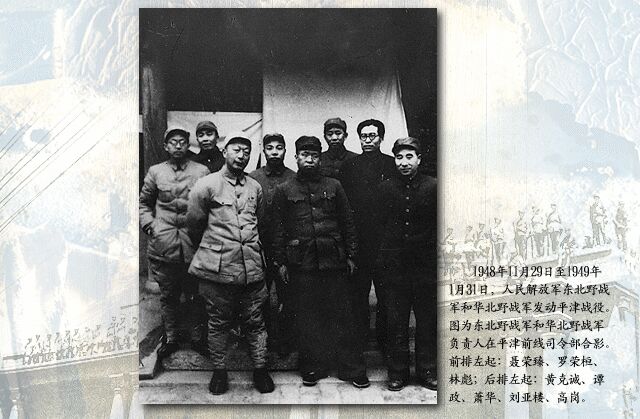 1948年11月29日至1949年
1月31日，人民解放军东北野战
军和华北野战军发动平津战役。
图为东北野战军和华北野战军
负责人在平津前线司令部合影。
前排左起：聂荣臻、罗荣桓、
林彪；后排左起：黄克诚、谭
政、萧华、刘亚楼、高岗。